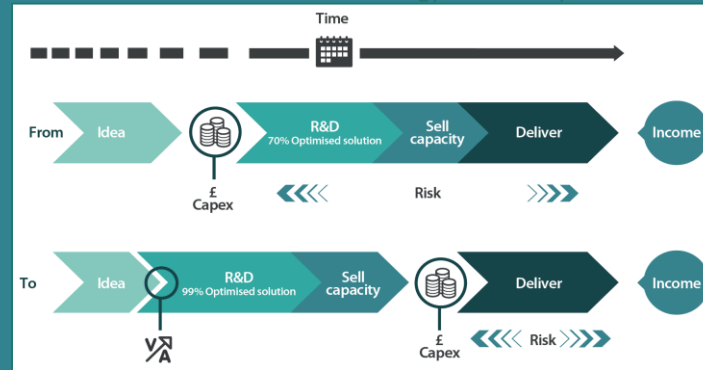 Time
From
Idea
R&D
70% Optimised solution
Sell
capacity
Deliver
Income
£
Capex
Risk
To
Idea
R&D
99% Optimised solution
Sell
capacity
Deliver
Income
V
A
£
Capex
Risk